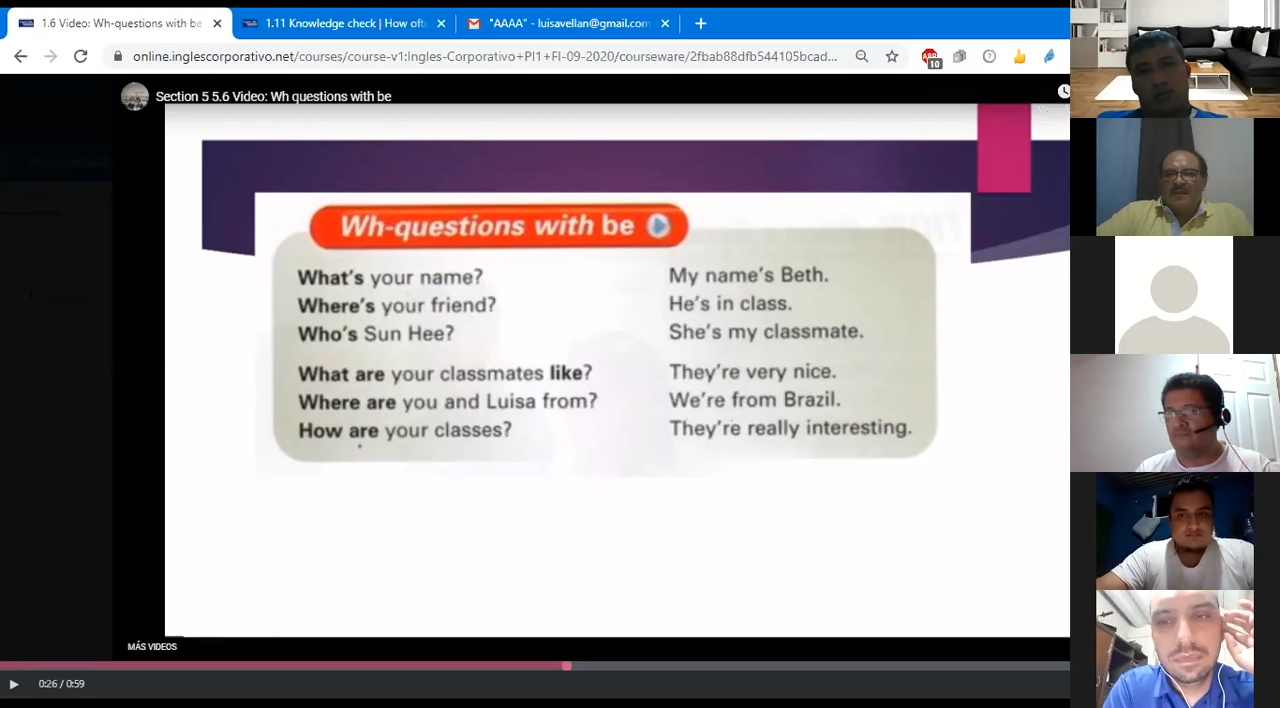 1.6 Video: Wh-questions with be
1.11 Knowledge check | How oft
"AAAA" - luisavellan@gmail.com
online.inglescorporativo.net/courses/course-v1:Ingles-Corporativo+PI1+FI-09-2020/courseware/2fbab88dfb544105bcad...
10
Section 5 5.6 Video: Wh questions with be
Wh-questions with be
What's your name? My name's Beth.
Where's your friend? He's in class.
Who's Sun Hee? She's my classmate.
What are your classmates like? They're very nice.
Where are you and Luisa from? We're from Brazil.
How are your classes? They're really interesting.
MÁS VIDEOS
0:26 / 0:59